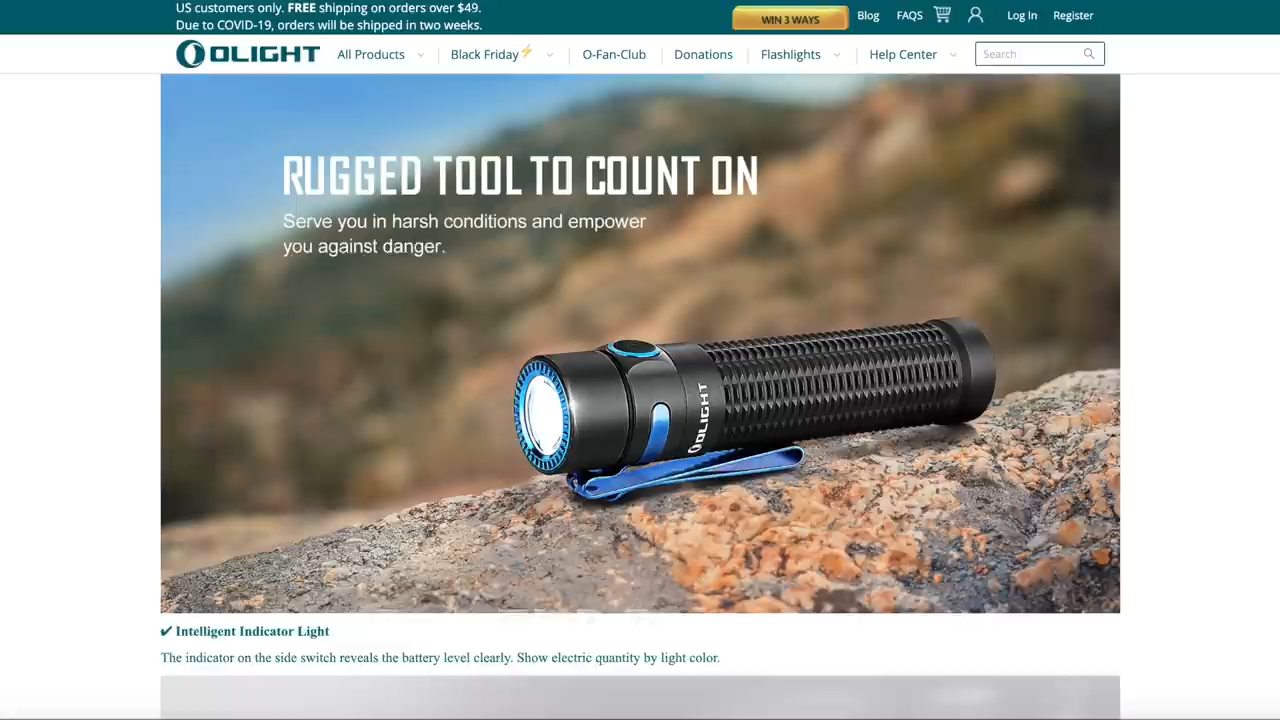 US customers only. FREE shipping on orders over $49.
Due to COVID-19, orders will be shipped in two weeks.
WIN 3 WAYS
Blog
FAQS
Log In
Register
OLIGHT
All Products
Black Friday⚡
O-Fan-Club
Donations
Flashlights
Help Center
Search
RUGGED TOOL TO COUNT ON
Serve you in harsh conditions and empower
you against danger.
OLIGHT
✔ Intelligent Indicator Light
The indicator on the side switch reveals the battery level clearly. Show electric quantity by light color.